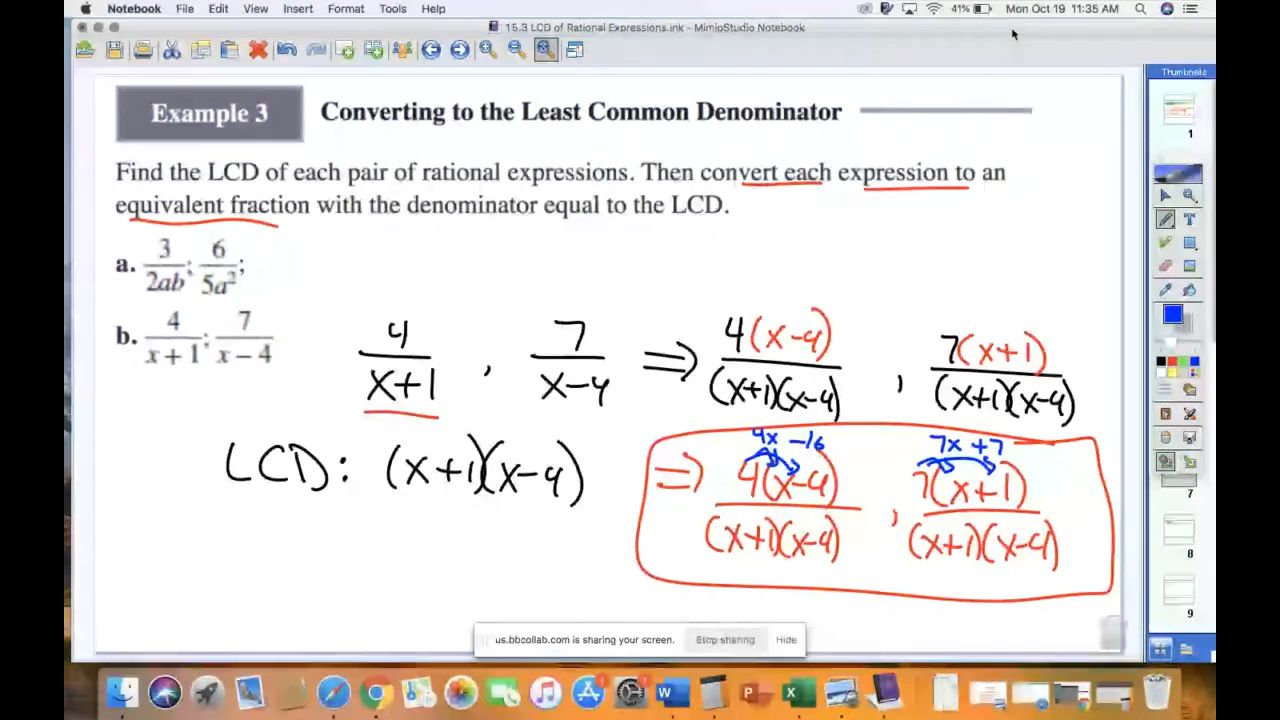 Notebook File Edit View Insert Format Tools Help 41% Mon Oct 19 11:35 AM
15.3 LCD of Rational Expressions.ink - MimioStudio Notebook
Thumbnails
Example 3 Converting to the Least Common Denominator
1
Find the LCD of each pair of rational expressions. Then convert each expression to an
equivalent fraction with the denominator equal to the LCD.
a. 3/2ab; 6/5a²;
b. 4/x + 1; 7/x − 4
4/x+1 , 7/x-4 ⇒ 4(x-4)/(x+1)(x-4) , 7(x+1)/(x+1)(x-4)
4x -16 7x +7
LCD: (x+1)(x-4) ⇒ 4(x-4)/(x+1)(x-4) , 7(x+1)/(x+1)(x-4)
7
8
9
us.bbcollab.com is sharing your screen. Stop sharing Hide